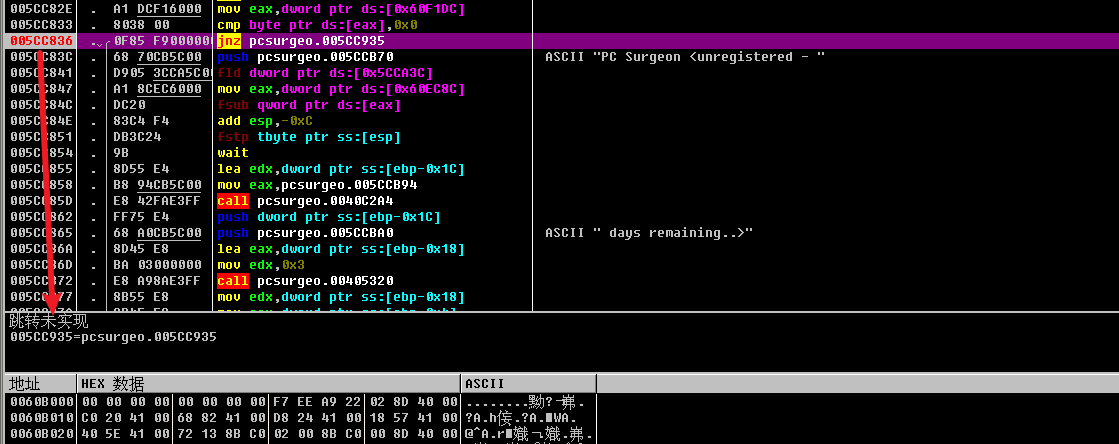 005CC82E . A1 DCF16000 mov eax,dword ptr ds:[0x60F1DC]
005CC833 . 8038 00 cmp byte ptr ds:[eax],0x0
005CC836 . 0F85 F9000000 jnz pcsurgeo.005CC935
005CC83C . 68 70CB5C00 push pcsurgeo.005CCB70 ASCII "PC Surgeon <unregistered - "
005CC841 . D905 3CCA5C00 fld dword ptr ds:[0x5CCA3C]
005CC847 . A1 8CEC6000 mov eax,dword ptr ds:[0x60EC8C]
005CC84C . DC20 fsub qword ptr ds:[eax]
005CC84E . 83C4 F4 add esp,-0xC
005CC851 . DB3C24 fstp tbyte ptr ss:[esp]
005CC854 . 9B wait
005CC855 . 8D55 E4 lea edx,dword ptr ss:[ebp-0x1C]
005CC858 . B8 94CB5C00 mov eax,pcsurgeo.005CCB94
005CC85D . E8 42FAE3FF call pcsurgeo.0040C2A4
005CC862 . FF75 E4 push dword ptr ss:[ebp-0x1C]
005CC865 . 68 A0CB5C00 push pcsurgeo.005CCBA0 ASCII " days remaining..>"
005CC86A . 8D45 E8 lea eax,dword ptr ss:[ebp-0x18]
005CC86D . BA 03000000 mov edx,0x3
005CC872 . E8 A98AE3FF call pcsurgeo.00405320
005CC877 . 8B55 E8 mov edx,dword ptr ss:[ebp-0x18]
跳转未实现
005CC935=pcsurgeo.005CC935
地址 HEX 数据 ASCII
0060B000 00 00 00 00 00 00 00 00 F7 EE A9 22 02 8D 40 00
0060B010 C0 20 41 00 68 82 41 00 D8 24 41 00 18 57 41 00
0060B020 40 5E 41 00 72 13 8B C0 02 00 8B C0 00 8D 40 00